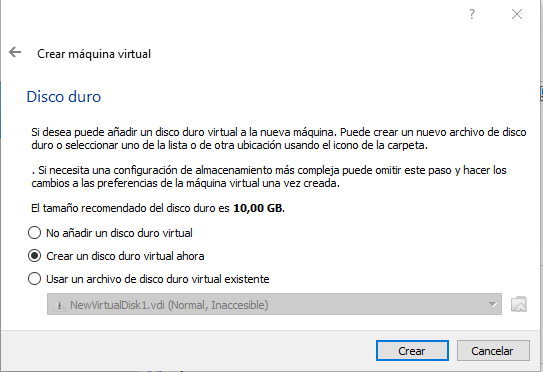 ?
Crear máquina virtual
Disco duro
Si desea puede añadir un disco duro virtual a la nueva máquina. Puede crear un nuevo archivo de disco
duro o seleccionar uno de la lista o de otra ubicación usando el icono de la carpeta.
. Si necesita una configuración de almacenamiento más compleja puede omitir este paso y hacer los
cambios a las preferencias de la máquina virtual una vez creada.
El tamaño recomendado del disco duro es 10,00 GB.
No añadir un disco duro virtual
Crear un disco duro virtual ahora
Usar un archivo de disco duro virtual existente
NewVirtualDisk1.vdi (Normal, Inaccesible)
Crear
Cancelar